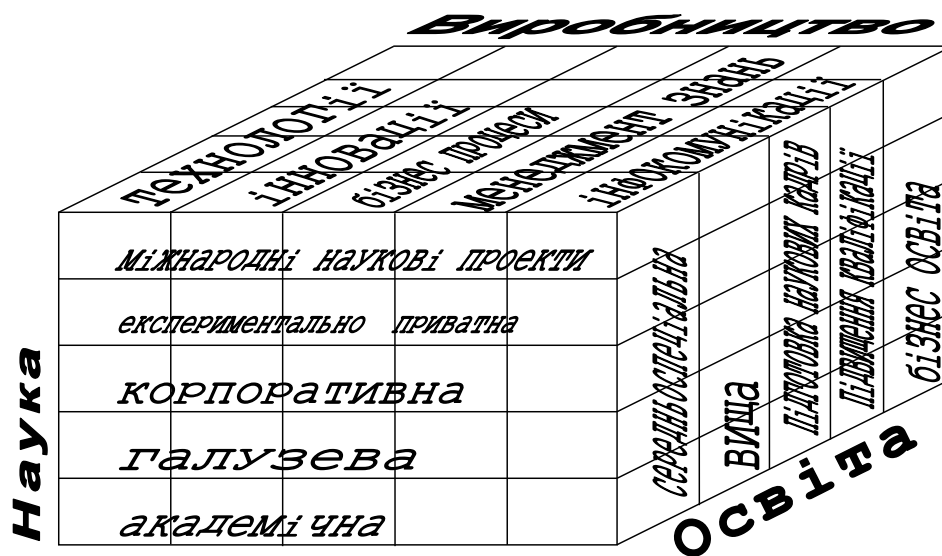 Виробництво
технології
інновації
бізнес процеси
менеджмент знань
інфокомунікації
Наука
міжнародні наукові проекти
експериментально приватна
корпоративна
галузева
академічна
Освіта
середньоспеціальна
вища
підготовка наукових кадрів
підвищення кваліфікації
бізнес освіта